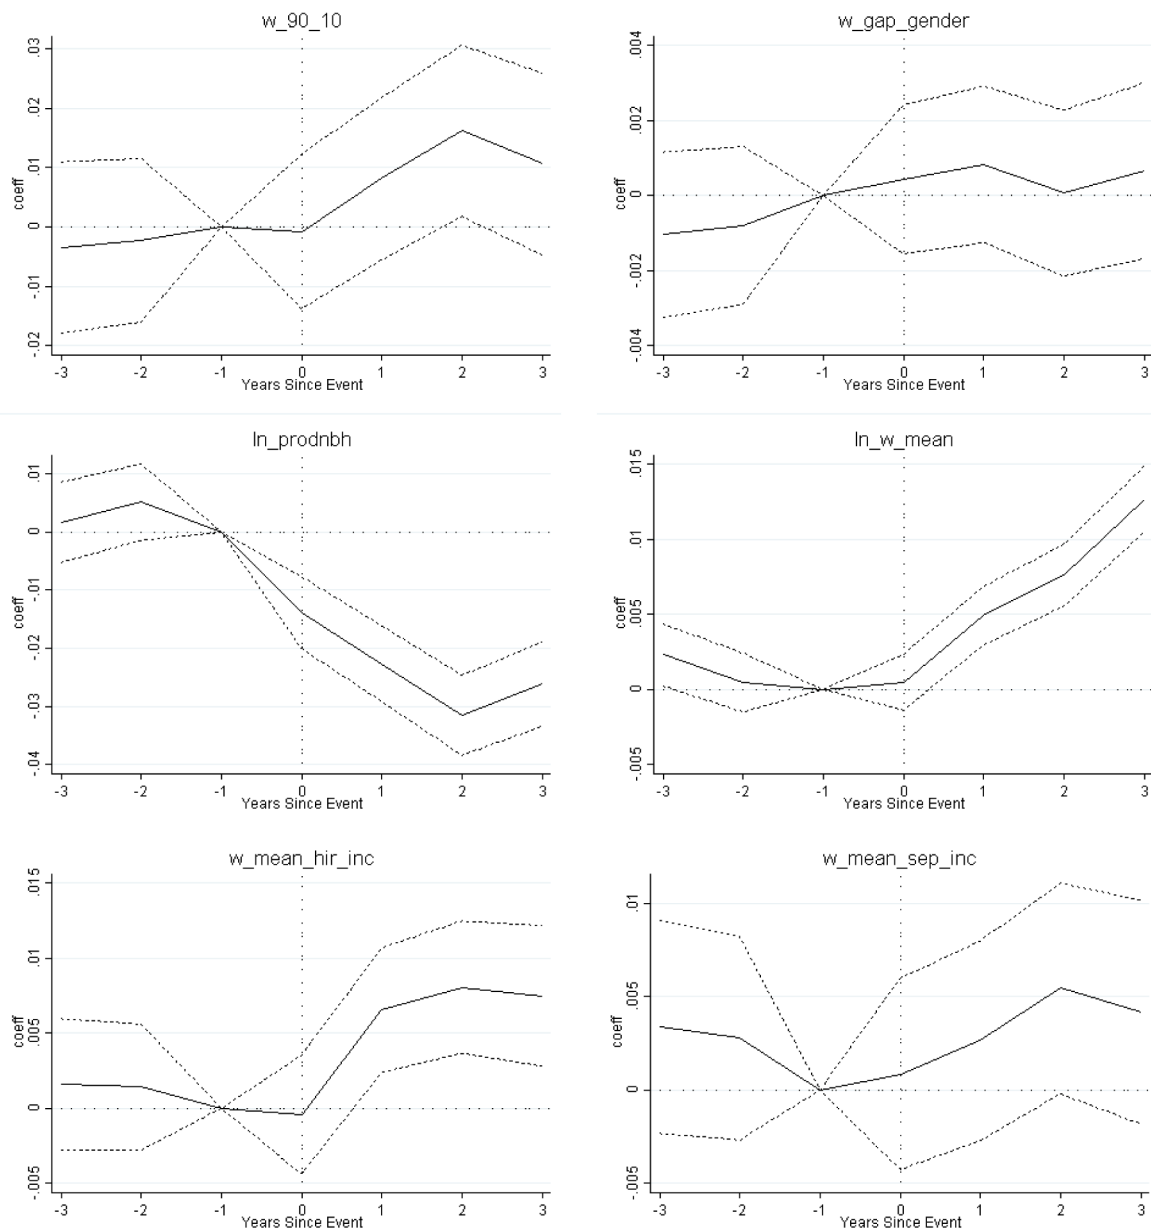 w_90_10
.03
.02
.01
0
-.01
-.02
coeff
-3 -2 -1 0 1 2 3
Years Since Event
w_gap_gender
.004
.002
0
-.002
-.004
coeff
-3 -2 -1 0 1 2 3
Years Since Event
ln_prodnbh
.01
0
-.01
-.02
-.03
-.04
coeff
-3 -2 -1 0 1 2 3
Years Since Event
ln_w_mean
.015
.01
.005
0
-.005
coeff
-3 -2 -1 0 1 2 3
Years Since Event
w_mean_hir_inc
.015
.01
.005
0
-.005
coeff
-3 -2 -1 0 1 2 3
Years Since Event
w_mean_sep_inc
.01
.005
0
-.005
coeff
-3 -2 -1 0 1 2 3
Years Since Event